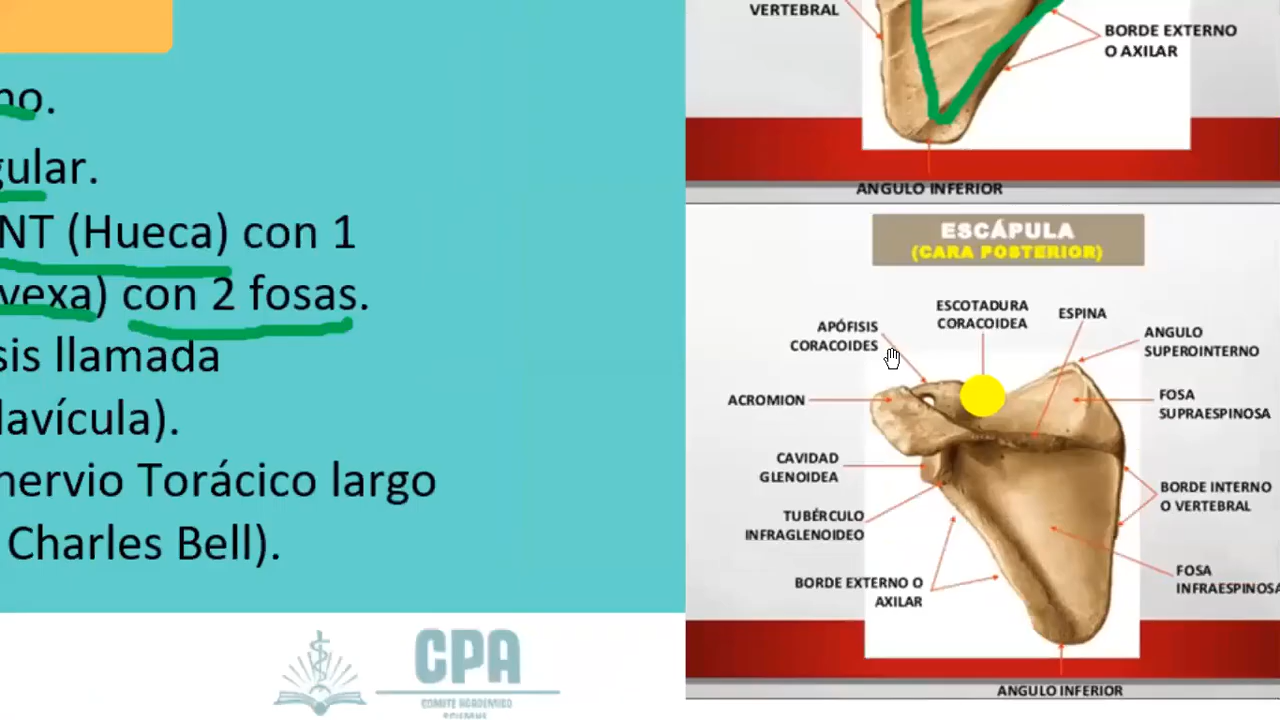 no.
gular.
NT (Hueca) con 1
vexa) con 2 fosas.
sis llamada
lavícula).
nervio Torácico largo
Charles Bell).
CPA
COMITE ACADEMICO
VERTEBRAL
BORDE EXTERNO
O AXILAR
ANGULO INFERIOR
ESCÁPULA
(CARA POSTERIOR)
APÓFISIS
CORACOIDES
ESCOTADURA
CORACOIDEA
ESPINA
ANGULO
SUPEROINTERNO
ACROMION
FOSA
SUPRAESPINOSA
CAVIDAD
GLENOIDEA
BORDE INTERNO
O VERTEBRAL
TUBÉRCULO
INFRAGLENOIDEO
BORDE EXTERNO O
AXILAR
FOSA
INFRAESPINOSA
ANGULO INFERIOR